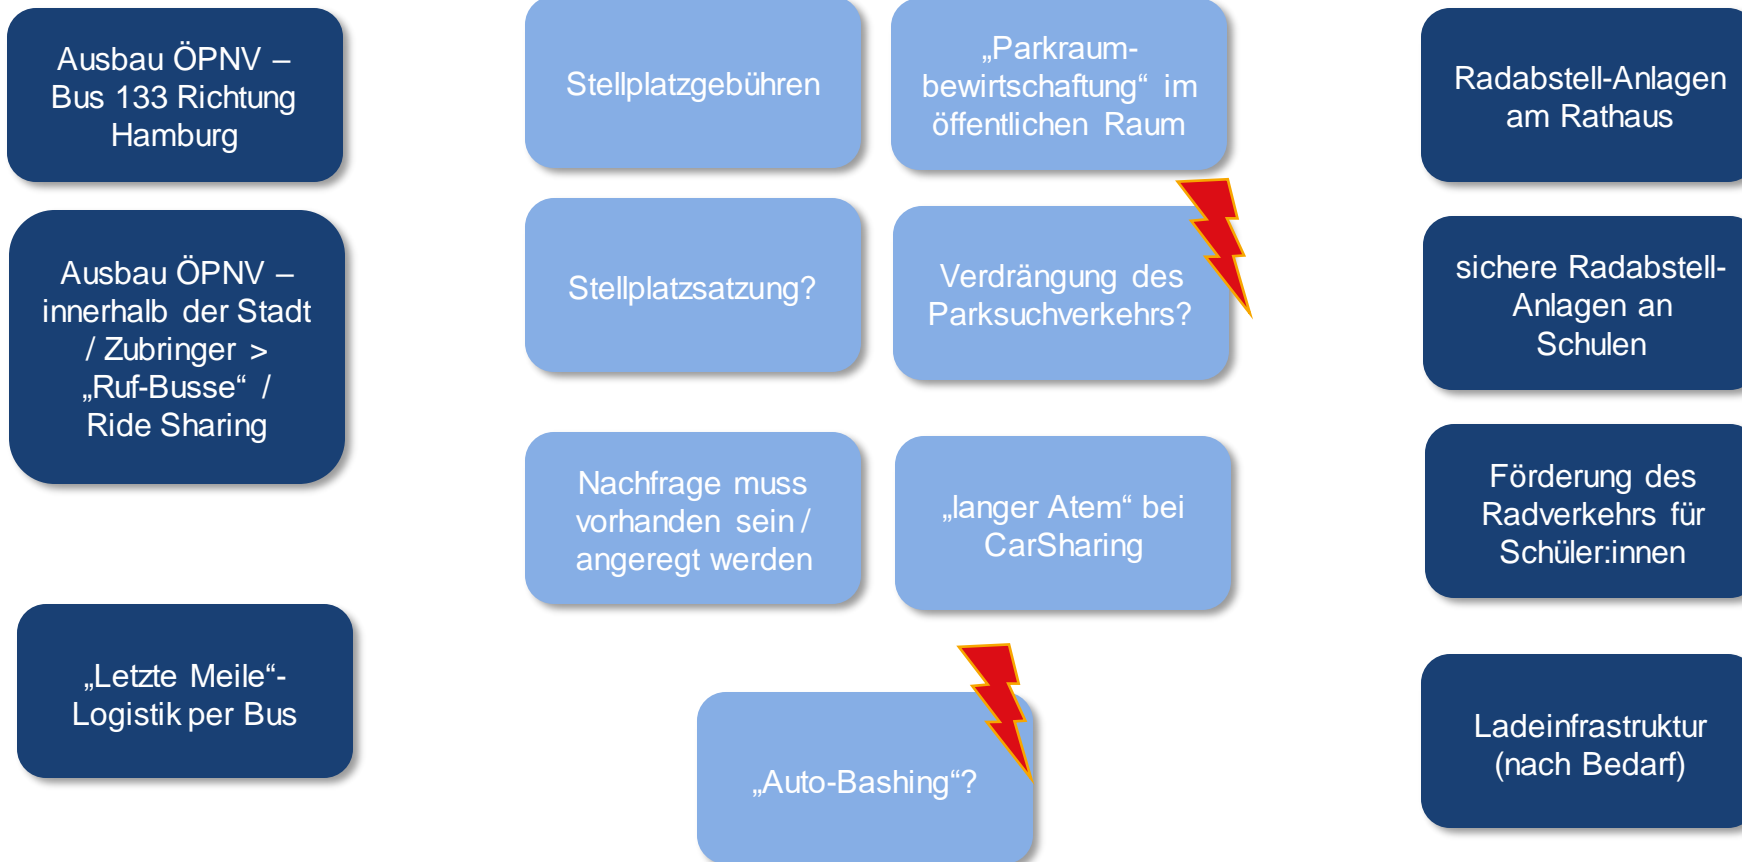 Ausbau ÖPNV –
Bus 133 Richtung
Hamburg
Ausbau ÖPNV –
innerhalb der Stadt
/ Zubringer >
„Ruf-Busse“ /
Ride Sharing
„Letzte Meile“-
Logistik per Bus
Stellplatzgebühren
„Parkraum-
bewirtschaftung“ im
öffentlichen Raum
Stellplatzsatzung?
Verdrängung des
Parksuchverkehrs?
Nachfrage muss
vorhanden sein /
angeregt werden
„langer Atem“ bei
CarSharing
„Auto-Bashing“?
Radabstell-Anlagen
am Rathaus
sichere Radabstell-
Anlagen an
Schulen
Förderung des
Radverkehrs für
Schüler:innen
Ladeinfrastruktur
(nach Bedarf)